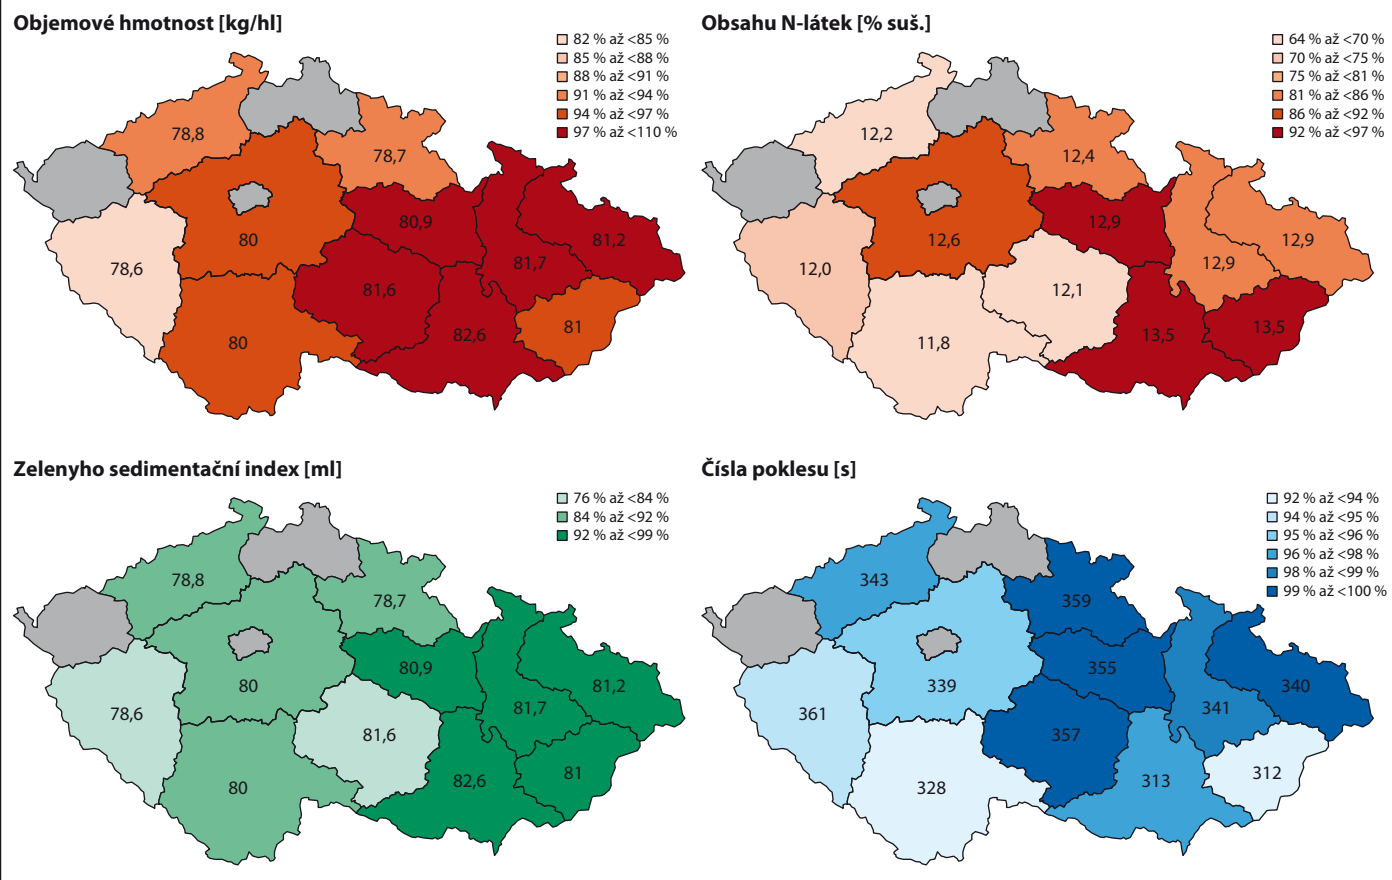 Objemové hmotnost [kg/hl]
82 % až <85 %
85 % až <88 %
88 % až <91 %
91 % až <94 %
94 % až <97 %
97 % až <110 %
78,8
78,7
80,9
81,2
80
81,7
78,6
81,6
81
82,6
80
Obsahu N-látek [% suš.]
64 % až <70 %
70 % až <75 %
75 % až <81 %
81 % až <86 %
86 % až <92 %
92 % až <97 %
12,2
12,4
12,9
12,9
12,6
12,9
12,0
12,1
13,5
13,5
11,8
Zelenyho sedimentační index [ml]
76 % až <84 %
84 % až <92 %
92 % až <99 %
78,8
78,7
80,9
81,2
80
81,7
78,6
81,6
81
82,6
80
Čísla poklesu [s]
92 % až <94 %
94 % až <95 %
95 % až <96 %
96 % až <98 %
98 % až <99 %
99 % až <100 %
343
359
355
340
339
341
361
357
312
313
328